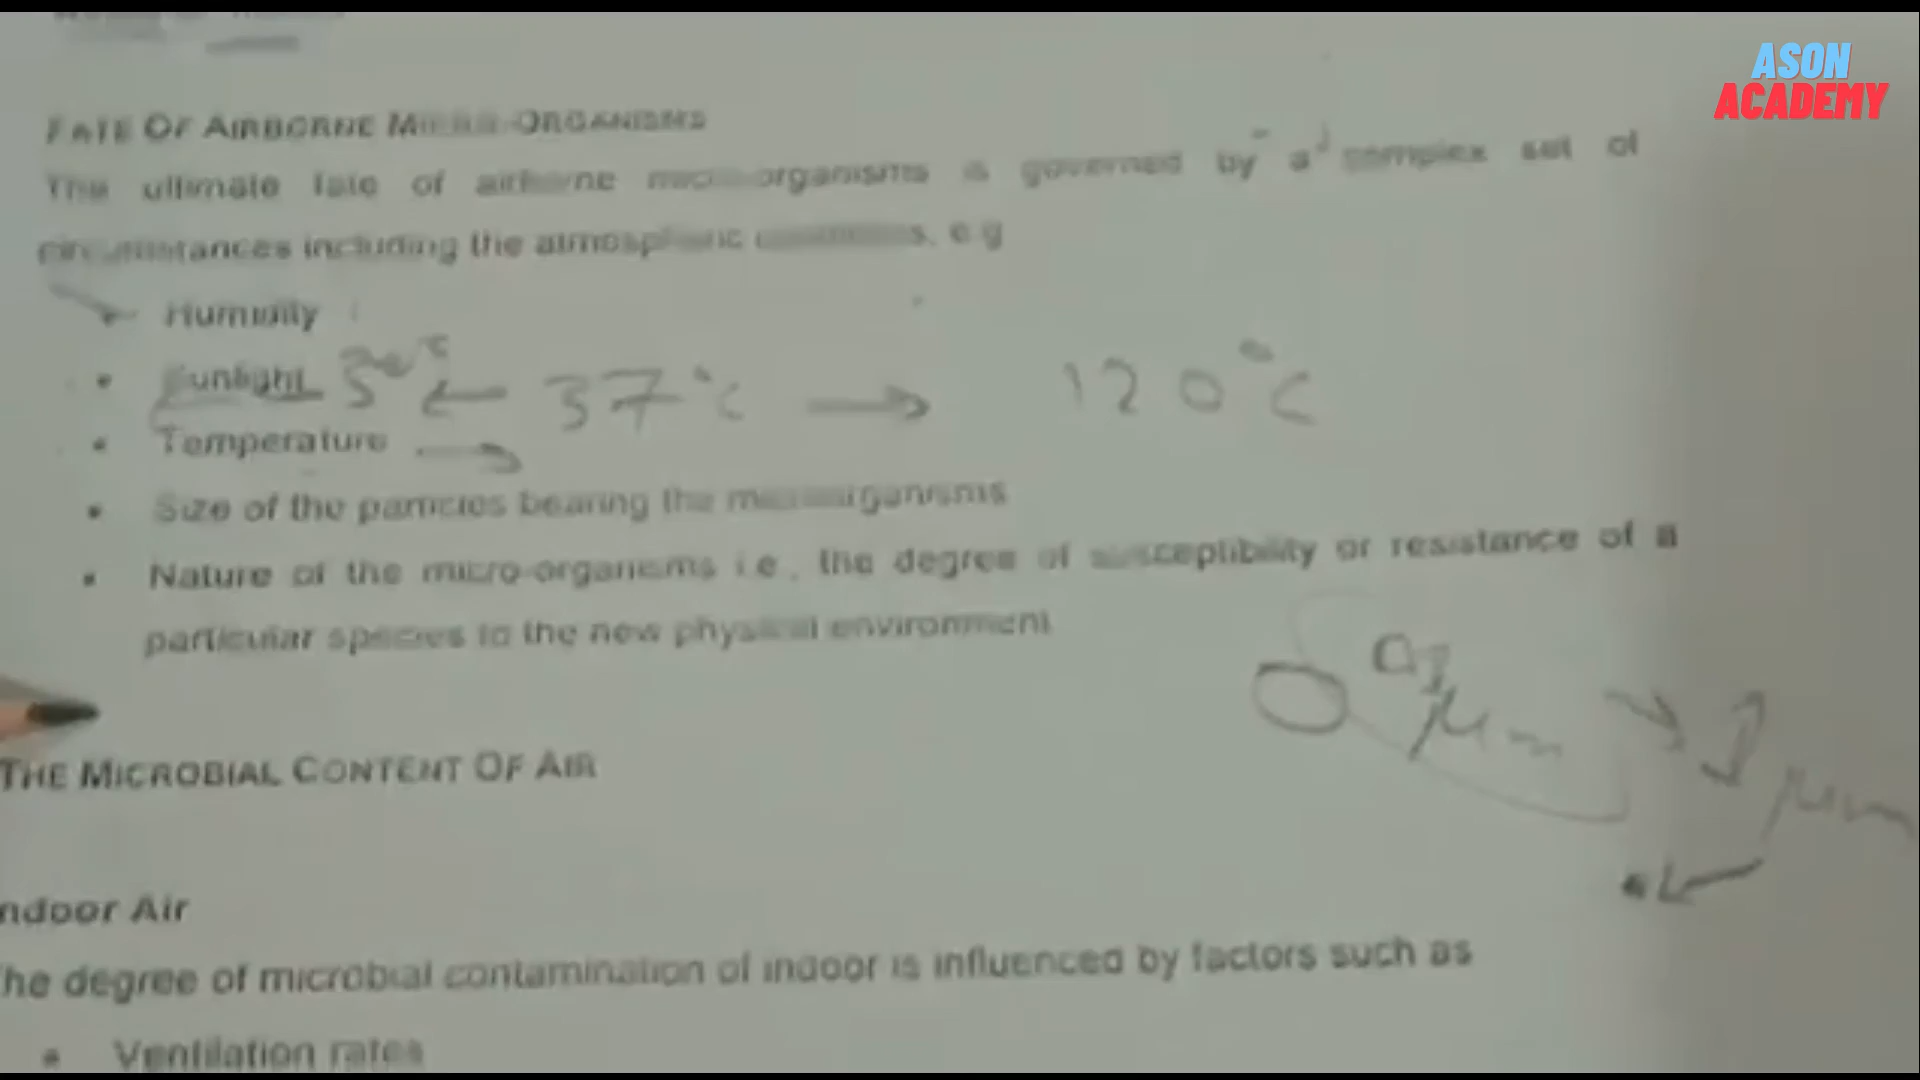 ASON
ACADEMY
FATE OF AIRBORNE MICRO-ORGANISMS
The ultimate fate of airborne micro-organisms is governed by a complex set of
circumstances including the atmospheric conditions, e.g
• Humidity
• Sunlight 37°C → 120°C
• Temperature →
• Size of the particles bearing the microorganisms
• Nature of the micro-organisms i.e., the degree of susceptibility or resistance of a
particular species to the new physical environment
μm μm
THE MICROBIAL CONTENT OF AIR
ndoor Air
he degree of microbial contamination of indoor is influenced by factors such as
• Ventilation rates